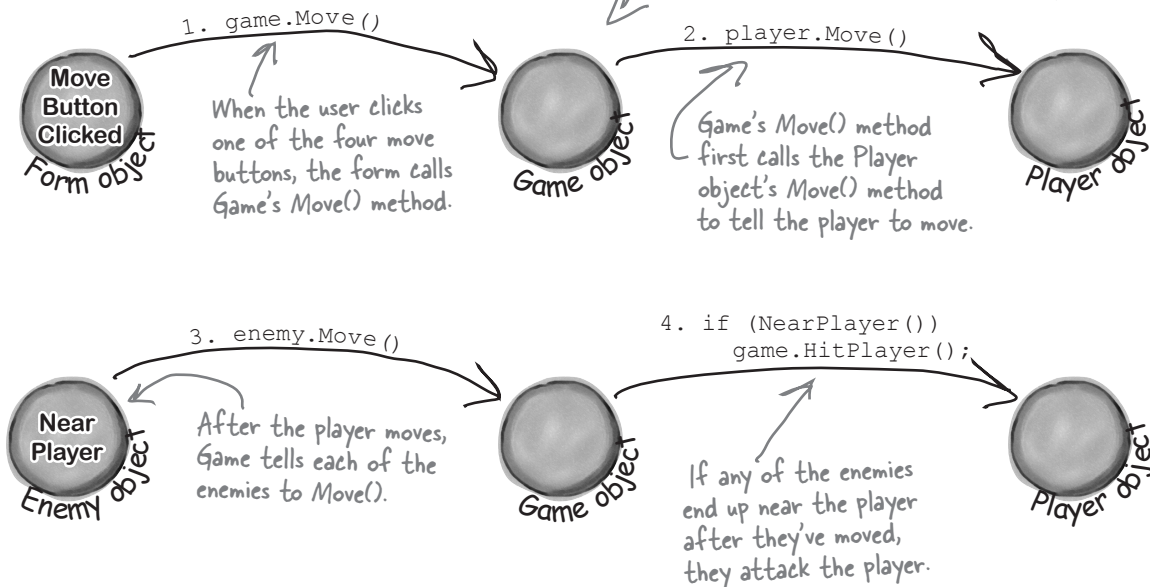 1. game.Move()
2. player.Move()
Move
Button
Clicked
Form object
When the user clicks
one of the four move
buttons, the form calls
Game's Move() method.
Game object
Game's Move() method
first calls the Player
object's Move() method
to tell the player to move.
Player object
3. enemy.Move()
4. if (NearPlayer())
game.HitPlayer();
Near
Player
Enemy object
After the player moves,
Game tells each of the
enemies to Move().
Game object
If any of the enemies
end up near the player
after they've moved,
they attack the player.
Player object